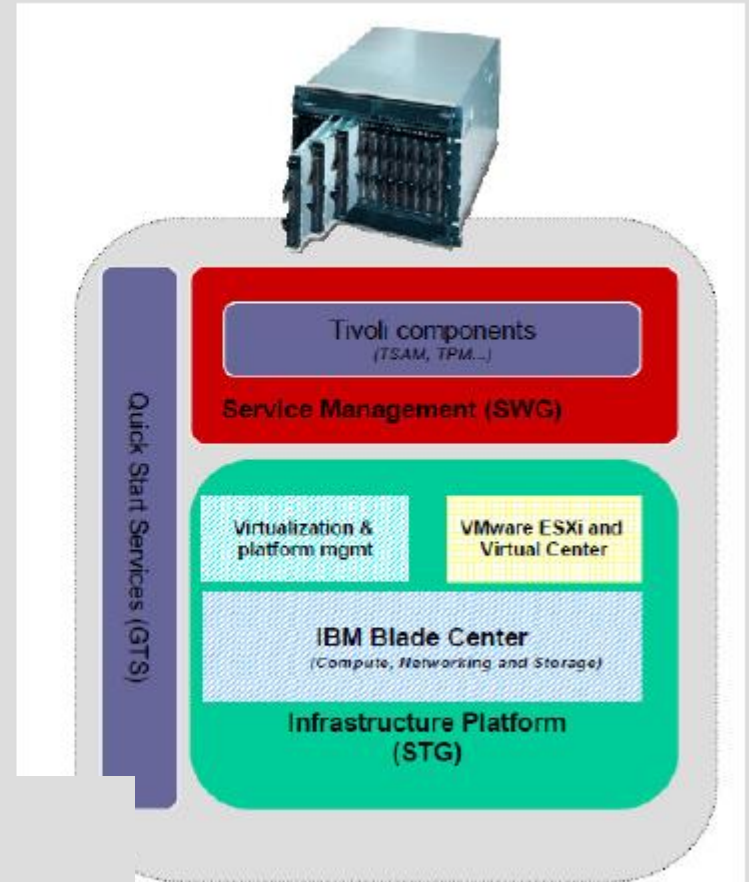 Tivoli components
(TSAM, TPM...)
Service Management (SWG)
Quick Start Services (GTS)
Virtualization &
platform mgmt
VMware ESXi and
Virtual Center
IBM Blade Center
(Compute, Networking and Storage)
Infrastructure Platform
(STG)